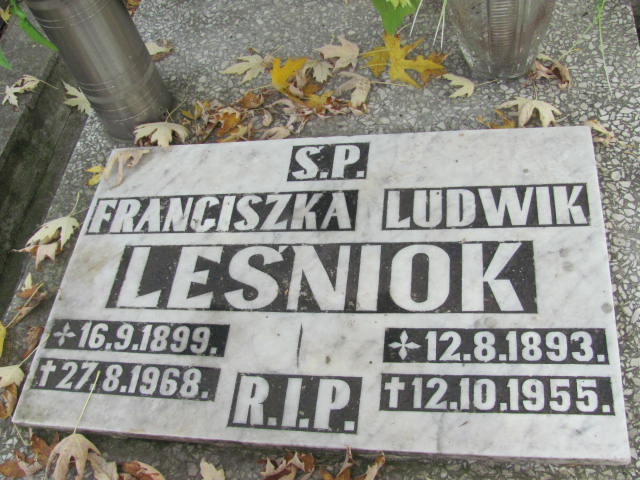 Ś.P.
FRANCISZKA LUDWIK
LEŚNIOK
16.9.1899. 12.8.1893.
†27.8.1968. †12.10.1955.
R.I.P.